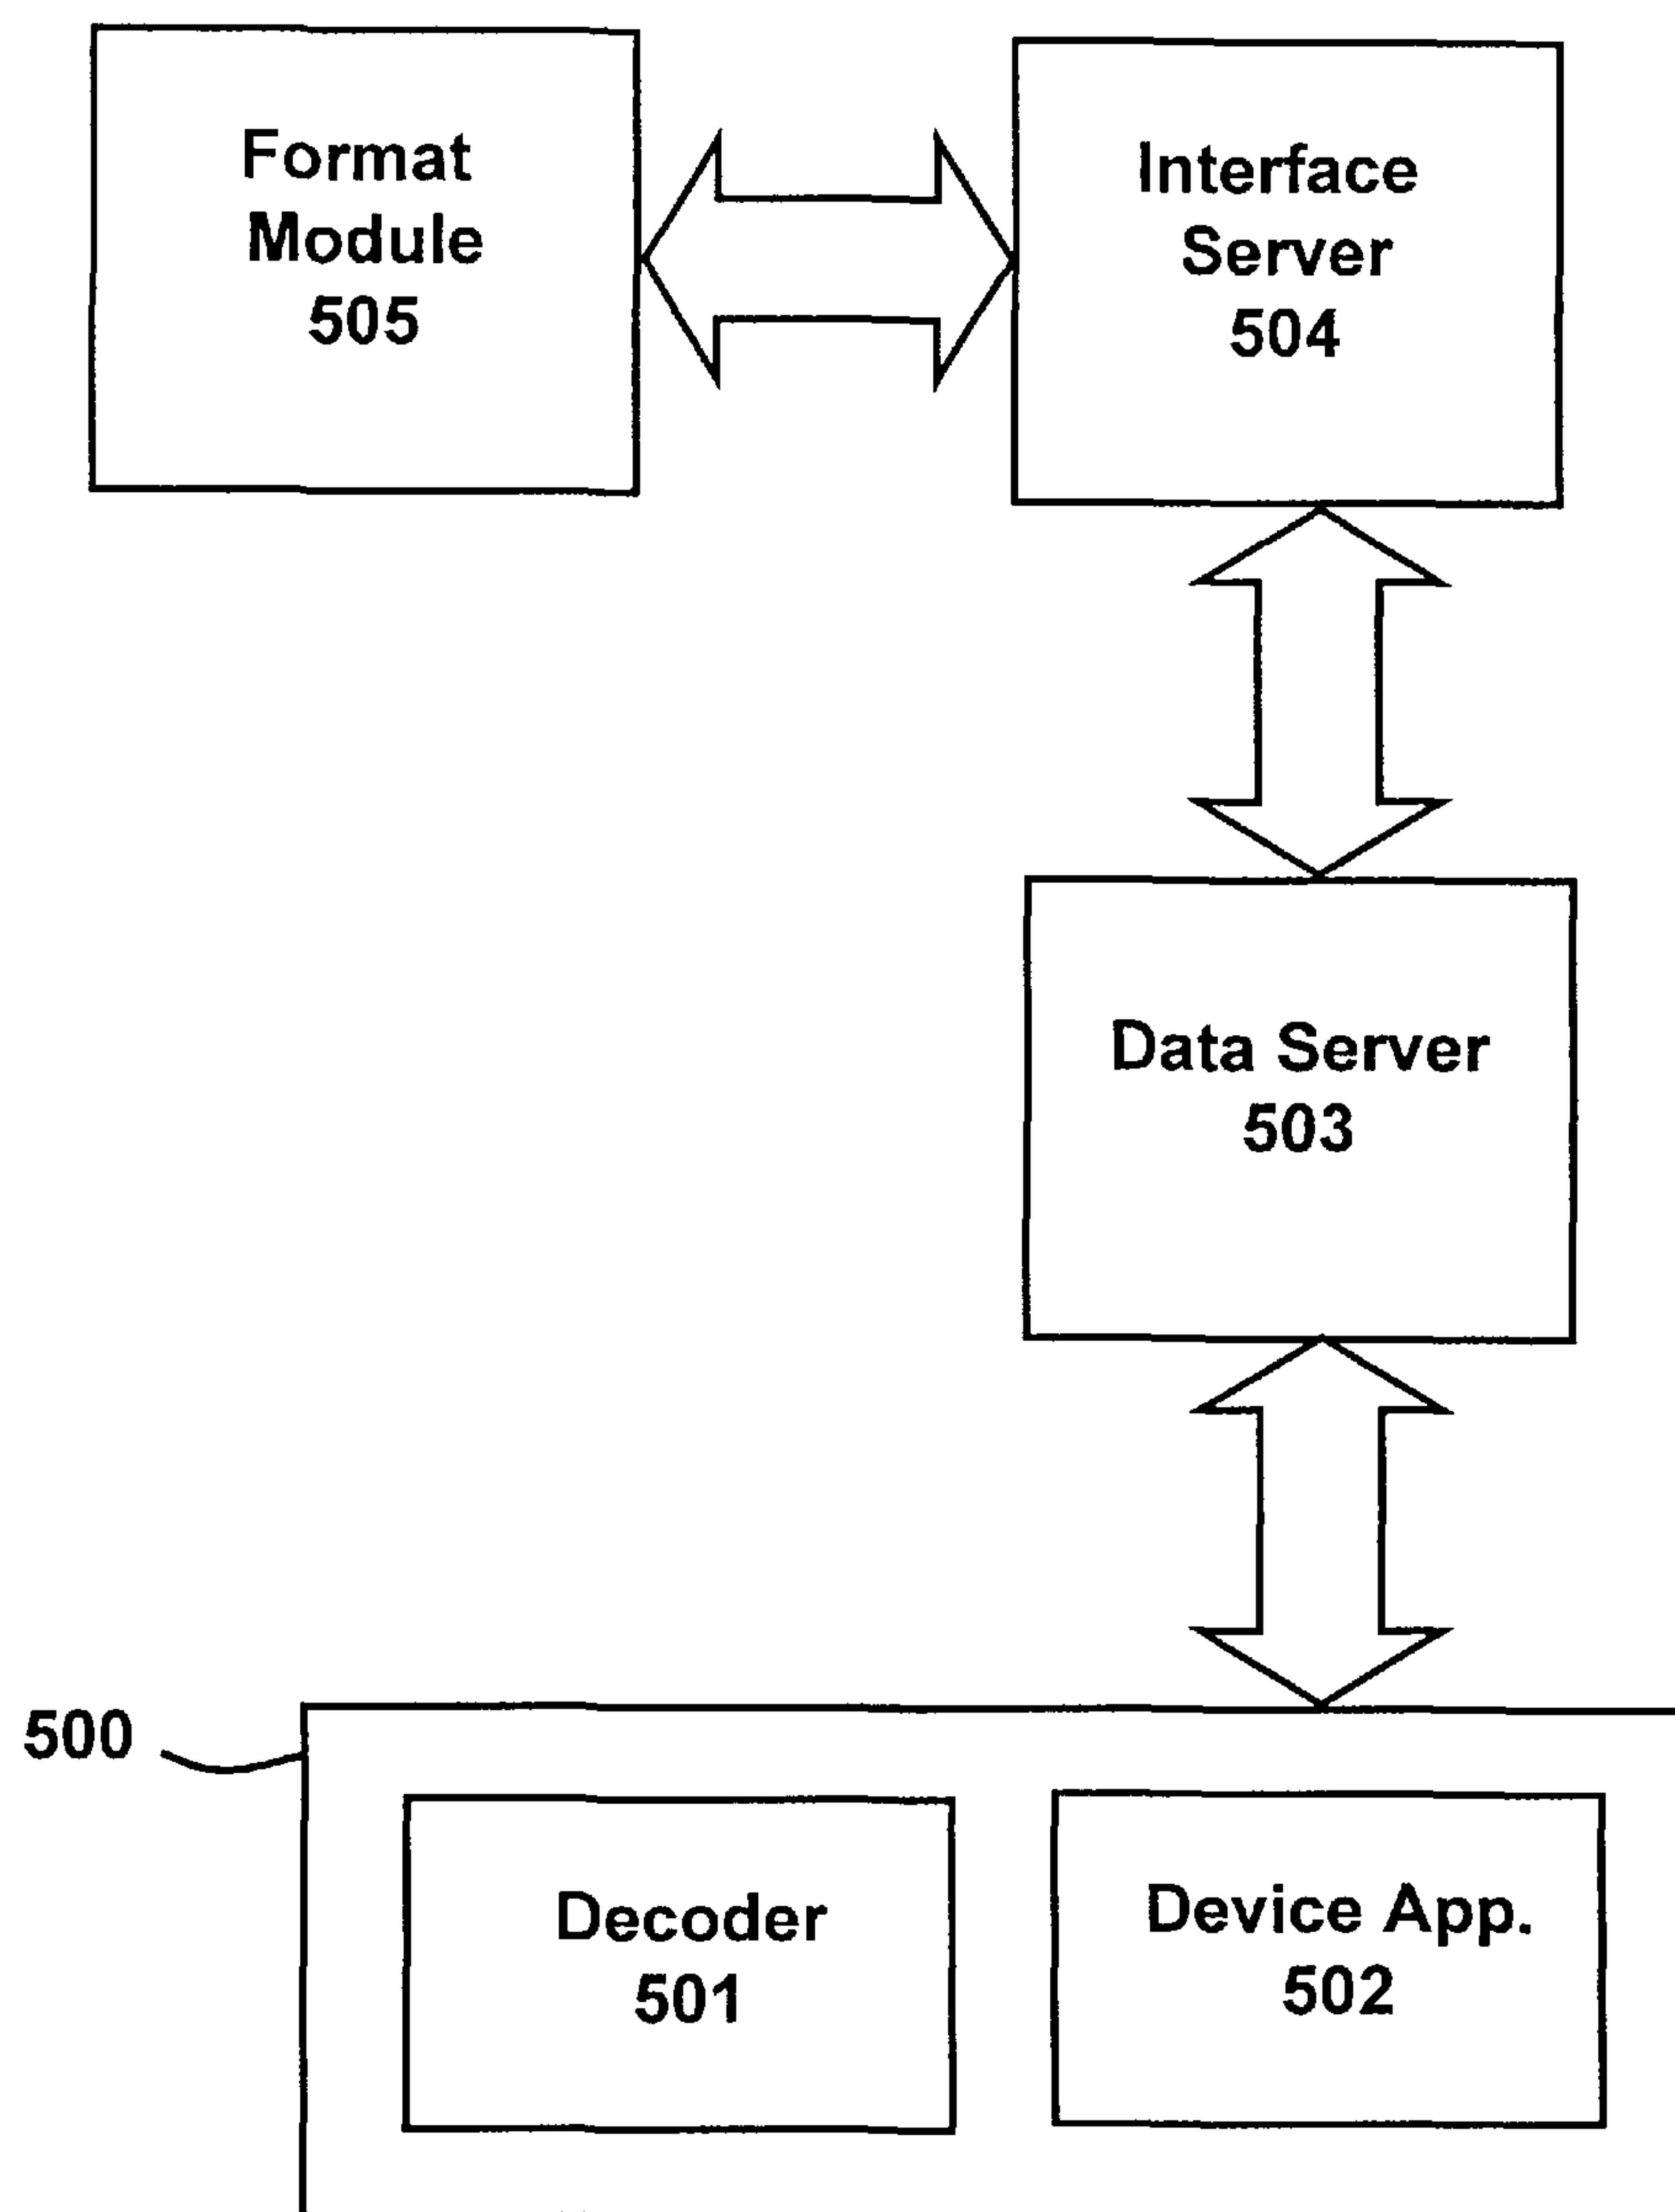 Format
Module
505
Interface
Server
504
Data Server
503
500
Decoder
501
Device App.
502